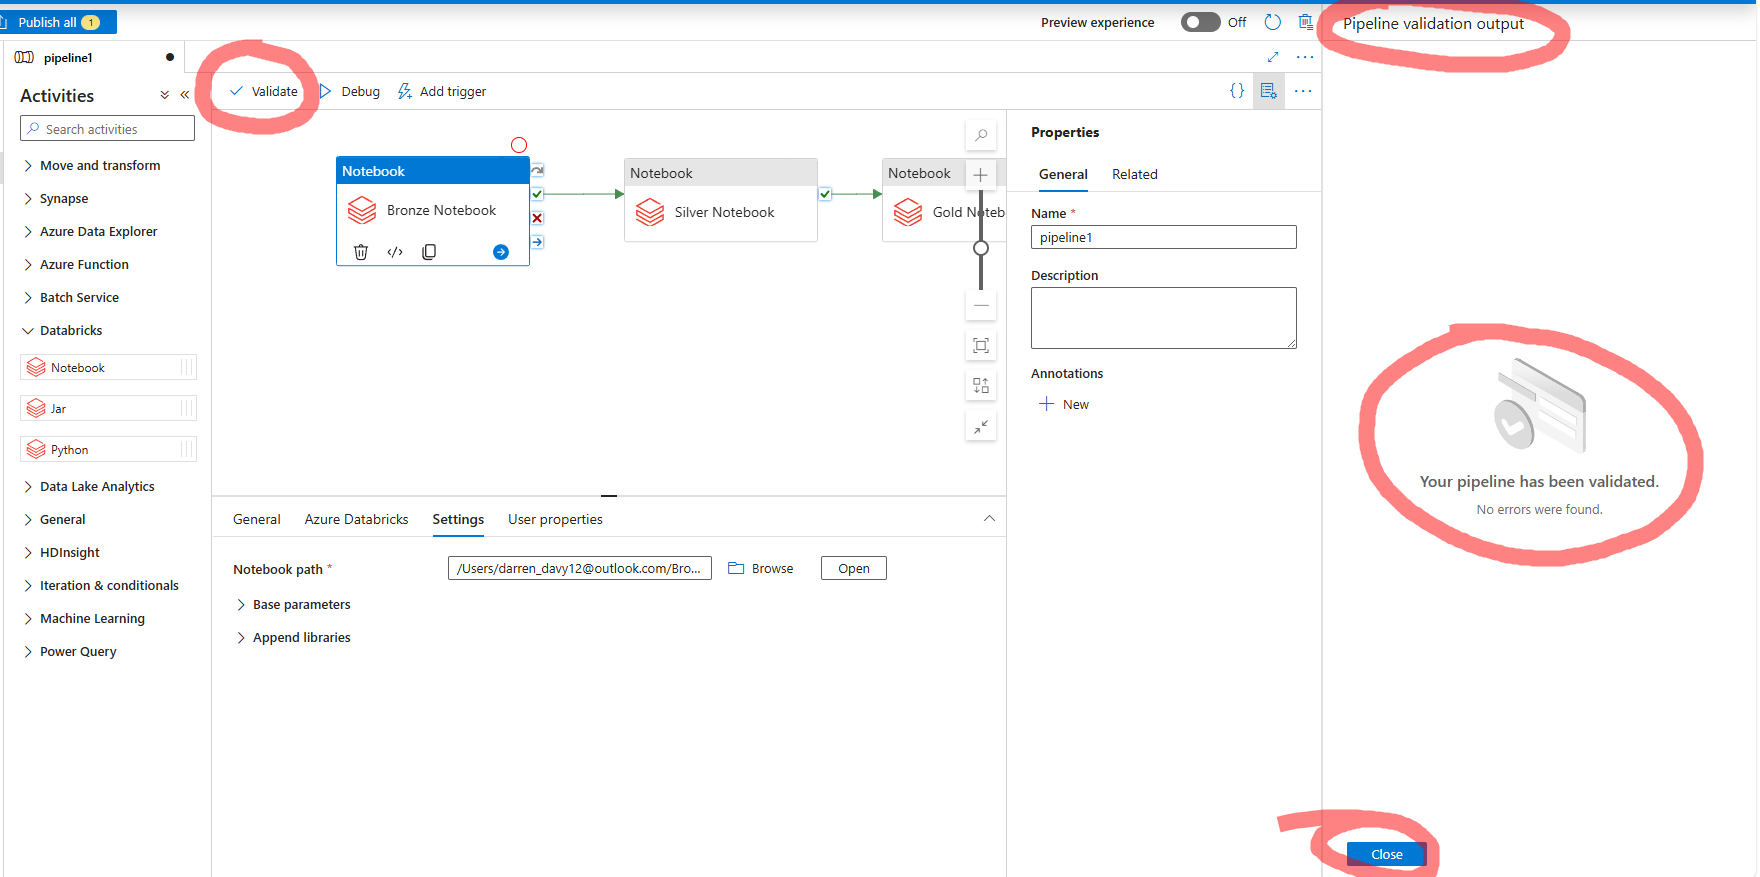 Publish all 1
Preview experience Off
Pipeline validation output
pipeline1
Activities
Search activities
Move and transform
Synapse
Azure Data Explorer
Azure Function
Batch Service
Databricks
Notebook
Jar
Python
Data Lake Analytics
General
HDInsight
Iteration & conditionals
Machine Learning
Power Query
Validate Debug Add trigger
Notebook
Bronze Notebook
Notebook
Silver Notebook
Notebook
Gold Noteb
General Azure Databricks Settings User properties
Notebook path *
/Users/darren_davy12@outlook.com/Bro...
Browse
Open
Base parameters
Append libraries
Properties
General Related
Name *
pipeline1
Description
Annotations
New
Your pipeline has been validated.
No errors were found.
Close